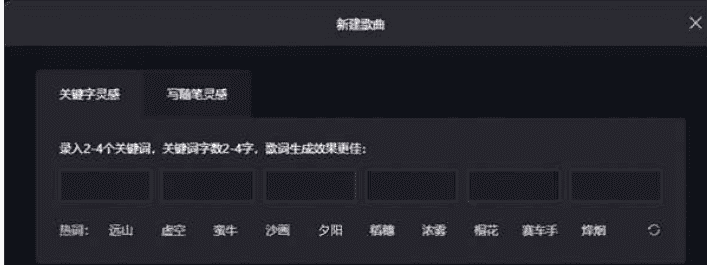 新建歌曲
关键字灵感 写随笔灵感
录入2-4个关键词，关键词字数2-4字，歌词生成效果更佳：
热词： 远山 虚空 蛮牛 沙画 夕阳 稻穗 浓雾 榴花 赛车手 烽烟